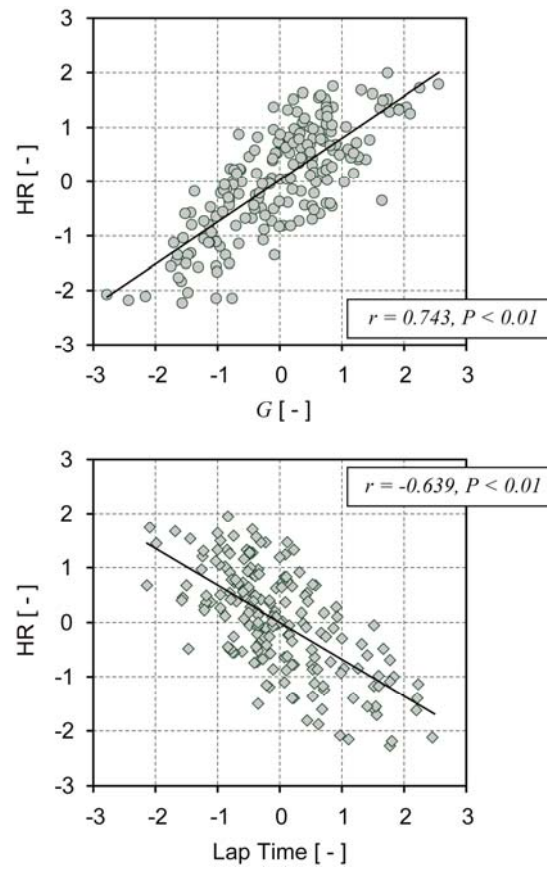 3
2
1
0
-1
-2
-3
HR [ - ]
r = 0.743, P < 0.01
-3 -2 -1 0 1 2 3
G [ - ]
3
2
1
0
-1
-2
-3
HR [ - ]
r = -0.639, P < 0.01
-3 -2 -1 0 1 2 3
Lap Time [ - ]